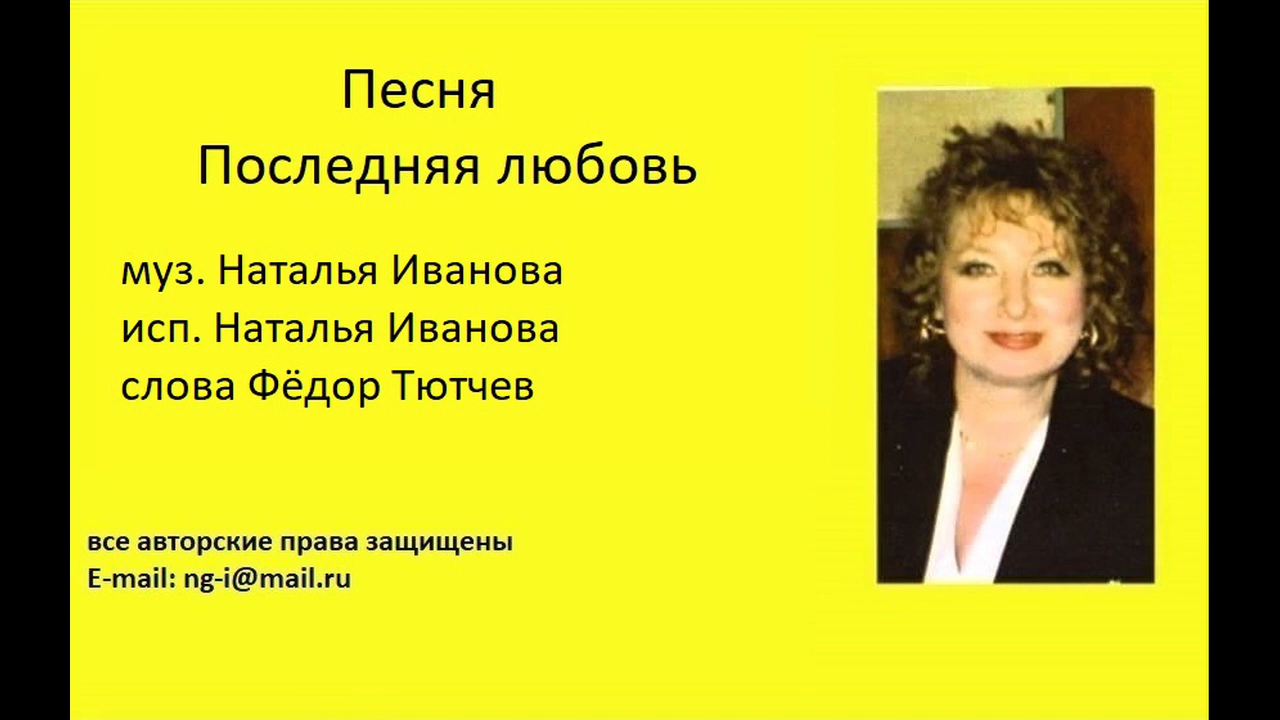 Песня
Последняя любовь
муз. Наталья Иванова
исп. Наталья Иванова
слова Фёдор Тютчев
все авторские права защищены
E-mail: ng-i@mail.ru